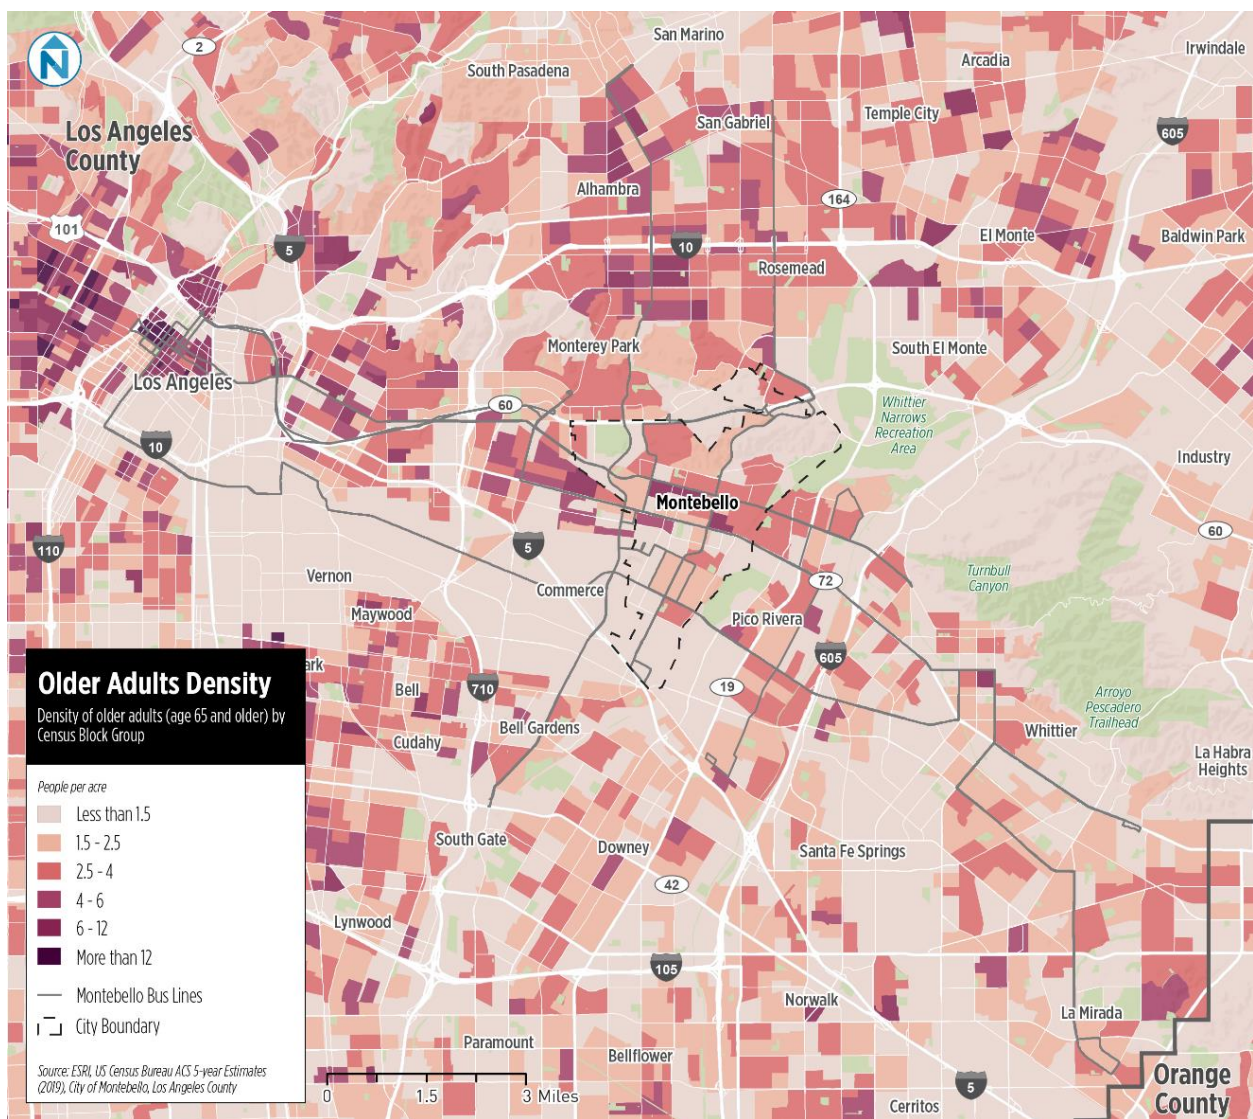 N
2
San Marino
Irwindale
Arcadia
South Pasadena
Los Angeles
County
San Gabriel
Temple City
605
Alhambra
164
101
5
10
El Monte
Baldwin Park
Rosemead
Monterey Park
South El Monte
Los Angeles
60
Whittier
Narrows
Recreation
Area
10
Industry
Montebello
60
110
5
Vernon
Commerce
72
Turnbull
Canyon
Maywood
Pico Rivera
ark
605
Bell
710
19
Arroyo
Pescadero
Trailhead
Cudahy
Bell Gardens
Whittier
La Habra
Heights
South Gate
Downey
Santa Fe Springs
42
Lynwood
105
Norwalk
La Mirada
Paramount
Bellflower
Orange
County
5
Cerritos
Older Adults Density
Density of older adults (age 65 and older) by
Census Block Group
People per acre
Less than 1.5
1.5 - 2.5
2.5 - 4
4 - 6
6 - 12
More than 12
Montebello Bus Lines
City Boundary
Source: ESRI, US Census Bureau ACS 5-year Estimates
(2019), City of Montebello, Los Angeles County
0 1.5 3 Miles